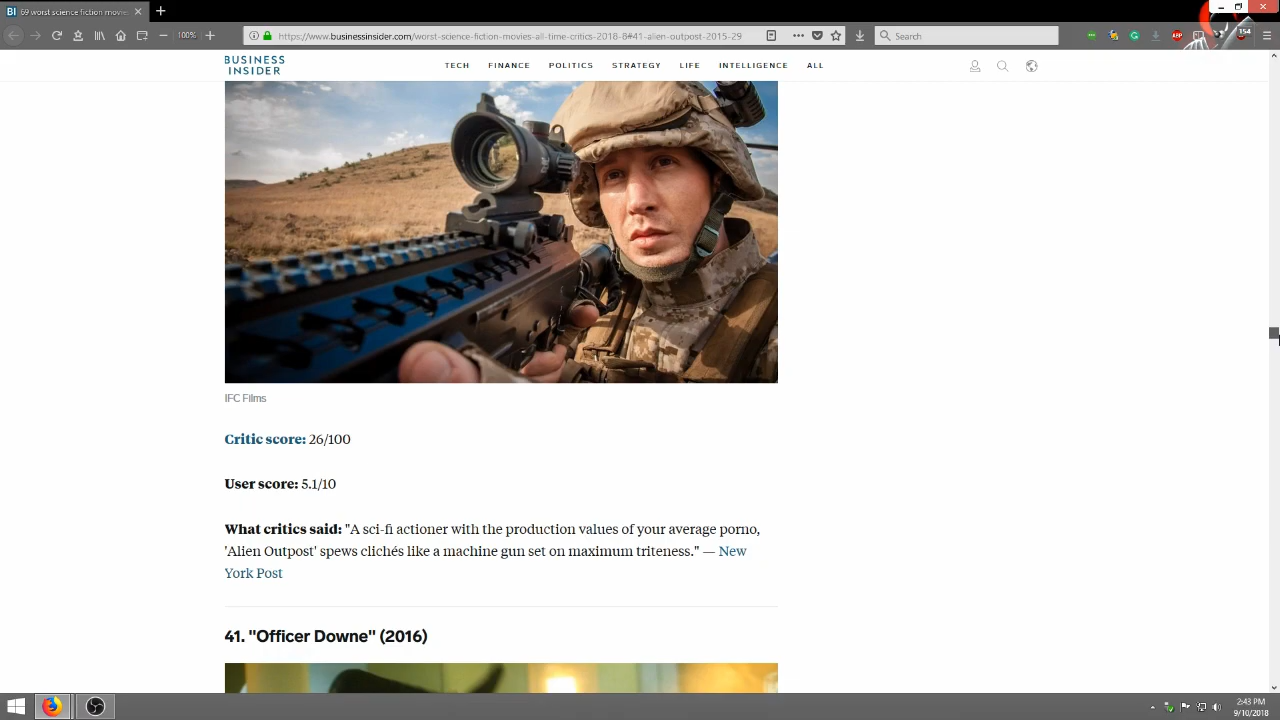 69 worst science fiction movie
100%
https://www.businessinsider.com/worst-science-fiction-movies-all-time-critics-2018-8#41-alien-outpost-2015-29
Search
ABP
154
BUSINESS
INSIDER
TECH FINANCE POLITICS STRATEGY LIFE INTELLIGENCE ALL
IFC Films
Critic score: 26/100
User score: 5.1/10
What critics said: "A sci-fi actioner with the production values of your average porno,
'Alien Outpost' spews clichés like a machine gun set on maximum triteness." — New
York Post
41. "Officer Downe" (2016)
2:43 PM
9/10/2018